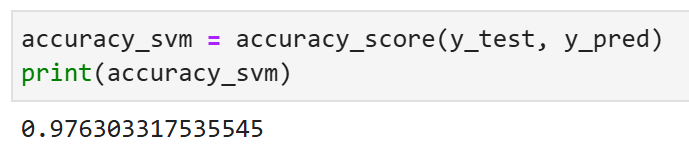 accuracy_svm = accuracy_score(y_test, y_pred)
print(accuracy_svm)
0.976303317535545